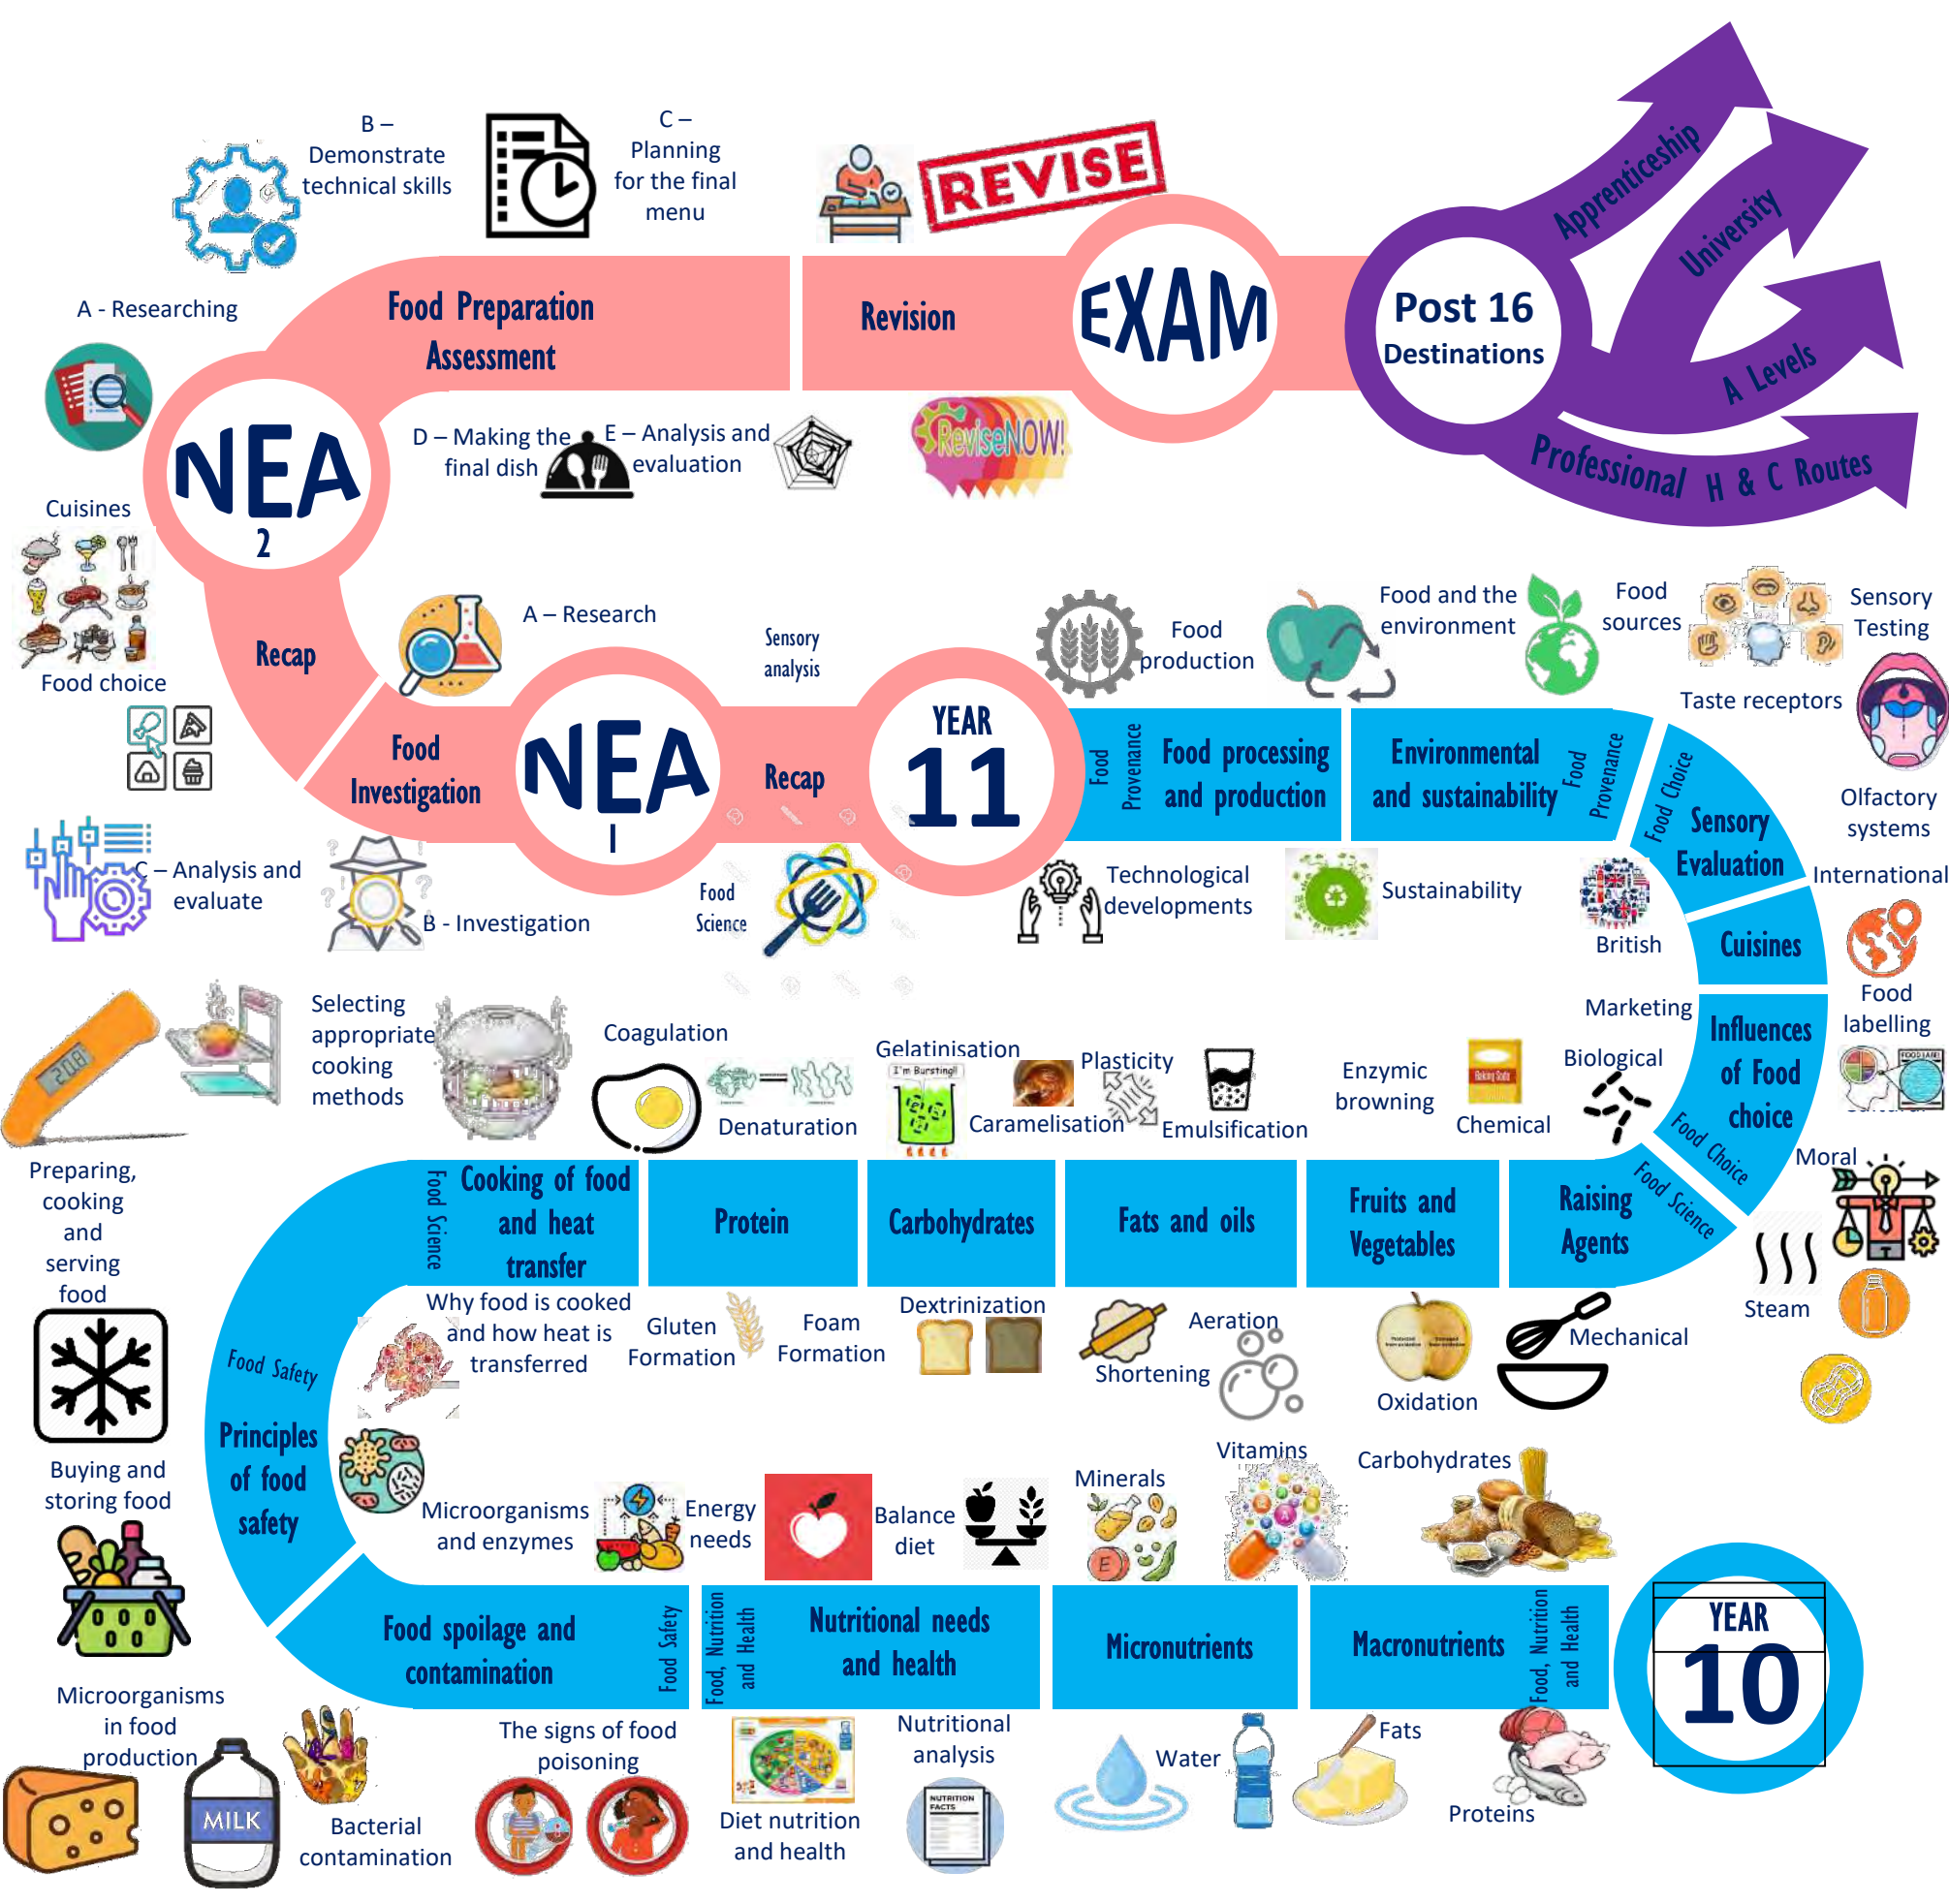 B –
Demonstrate
technical skills
C –
Planning
for the final
menu
REVISE
Apprenticeship
University
A Levels
Professional H & C Routes
Post 16
Destinations
A - Researching
Food Preparation
Assessment
Revision
EXAM
NEA
2
D – Making the
final dish
E – Analysis and
evaluation
ReviseNOW!
Cuisines
Food choice
Recap
A – Research
Sensory
analysis
Food
Investigation
NEA
1
Recap
YEAR
11
C – Analysis and
evaluate
B - Investigation
Food
Science
Food
production
Food and the
environment
Food
sources
Sensory
Testing
Taste receptors
Olfactory
systems
Food
Provenance
Food processing
and production
Environmental
and sustainability
Food
Provenance
Food Choice
Sensory
Evaluation
Technological
developments
Sustainability
British
International
Cuisines
Marketing
Food
labelling
FOOD LABEL
Influences
of Food
choice
Food Choice
Moral
20.8
Selecting
appropriate
cooking
methods
Coagulation
Denaturation
Gelatinisation
I'm Bursting!!
Caramelisation
Plasticity
Emulsification
Enzymic
browning
Baking Soda
Chemical
Biological
Preparing,
cooking
and
serving
food
Food Science
Cooking of food
and heat
transfer
Protein
Carbohydrates
Fats and oils
Fruits and
Vegetables
Raising
Agents
Food Science
Steam
Why food is cooked
and how heat is
transferred
Gluten
Formation
Foam
Formation
Dextrinization
Shortening
Aeration
Oxidation
Mechanical
Food Safety
Principles
of food
safety
Buying and
storing food
Microorganisms
and enzymes
Energy
needs
Balance
diet
Minerals
E
Vitamins
A
Carbohydrates
Food spoilage and
contamination
Food Safety
Food, Nutrition
and Health
Nutritional needs
and health
Micronutrients
Macronutrients
Food, Nutrition
and Health
YEAR
10
Microorganisms
in food
production
MILK
Bacterial
contamination
The signs of food
poisoning
Diet nutrition
and health
Nutritional
analysis
NUTRITION
FACTS
Water
Fats
Proteins